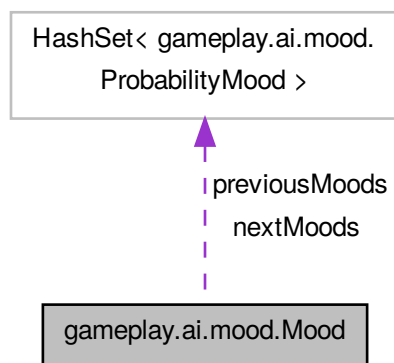 HashSet< gameplay.ai.mood.
ProbabilityMood >
previousMoods
nextMoods
gameplay.ai.mood.Mood